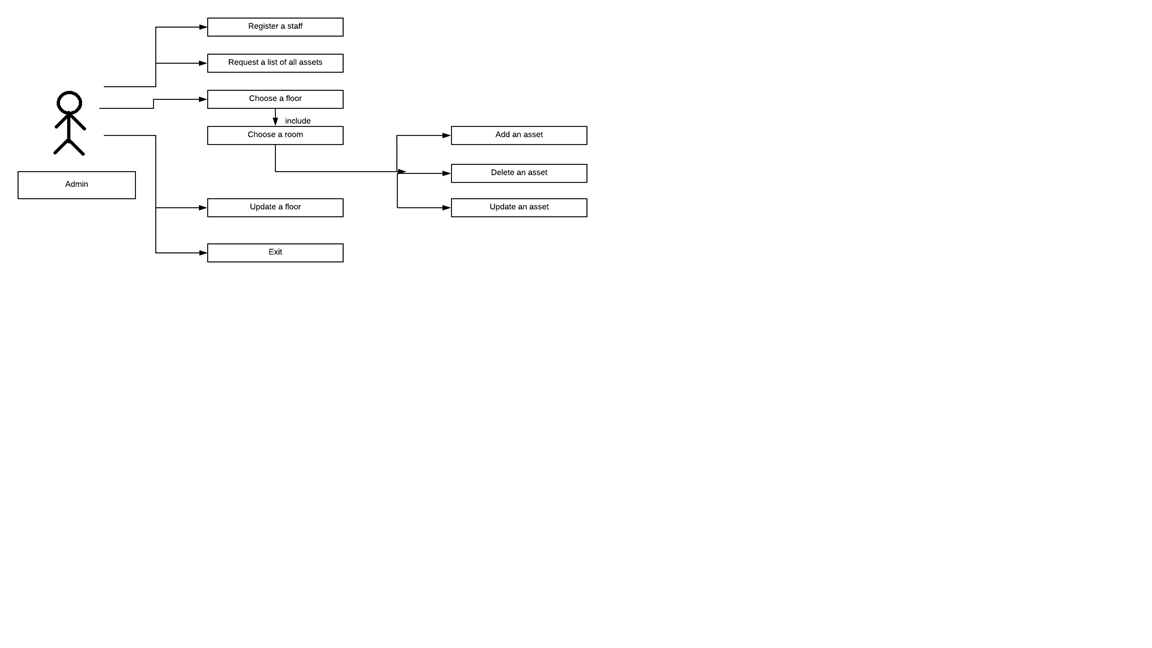 Register a staff
Request a list of all assets
Choose a floor
include
Choose a room
Add an asset
Delete an asset
Admin
Update a floor
Update an asset
Exit